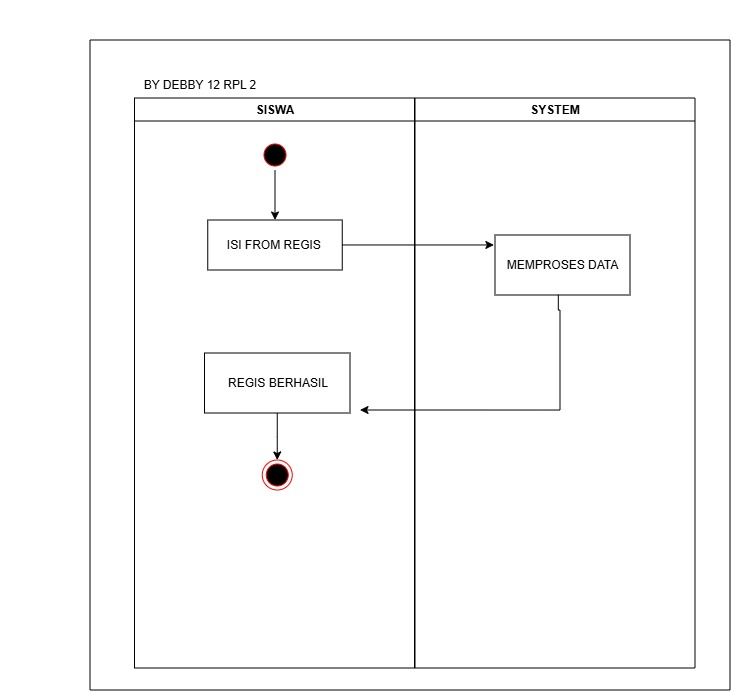 BY DEBBY 12 RPL 2
SISWA
SYSTEM
ISI FROM REGIS
MEMPROSES DATA
REGIS BERHASIL